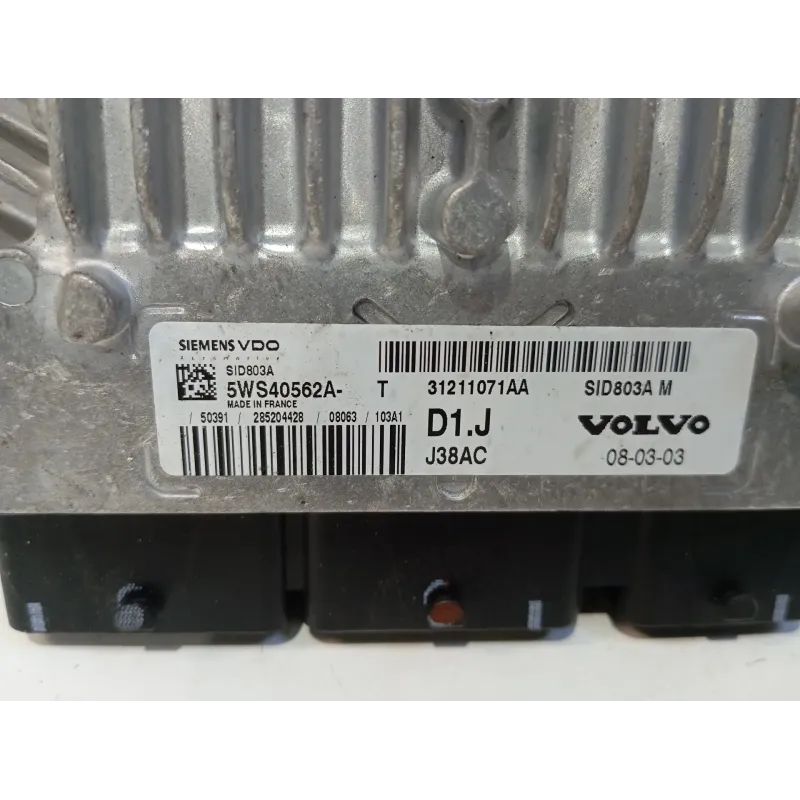 SIEMENS VDO
Automotive
SID803A
5WS40562A- T 31211071AA SID803A M
MADE IN FRANCE
/ 50391 / 285204428 / 08063 / 103A1
D1.J VOLVO
J38AC 08-03-03